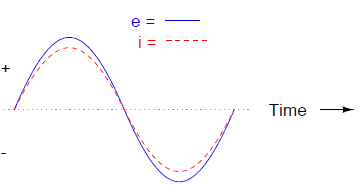 e =
i =
+
Time
-